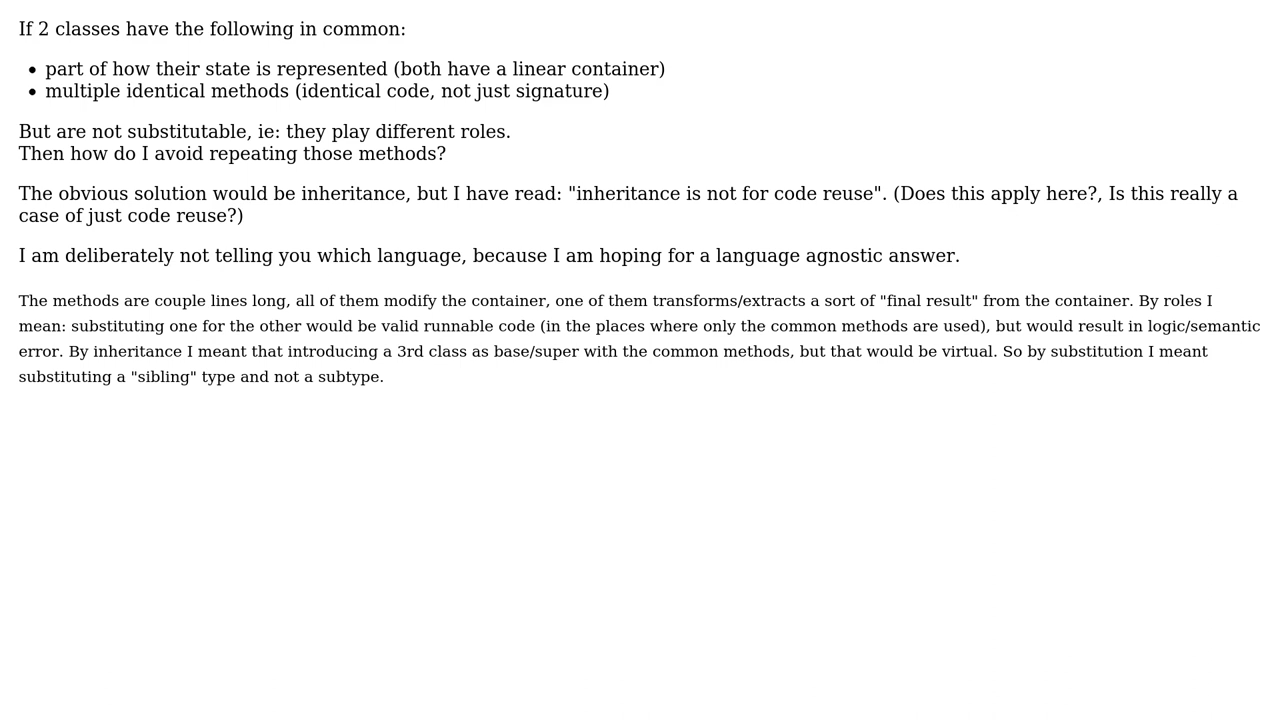 If 2 classes have the following in common:
• part of how their state is represented (both have a linear container)
• multiple identical methods (identical code, not just signature)
But are not substitutable, ie: they play different roles.
Then how do I avoid repeating those methods?
The obvious solution would be inheritance, but I have read: "inheritance is not for code reuse". (Does this apply here?, Is this really a
case of just code reuse?)
I am deliberately not telling you which language, because I am hoping for a language agnostic answer.
The methods are couple lines long, all of them modify the container, one of them transforms/extracts a sort of "final result" from the container. By roles I
mean: substituting one for the other would be valid runnable code (in the places where only the common methods are used), but would result in logic/semantic
error. By inheritance I meant that introducing a 3rd class as base/super with the common methods, but that would be virtual. So by substitution I meant
substituting a "sibling" type and not a subtype.